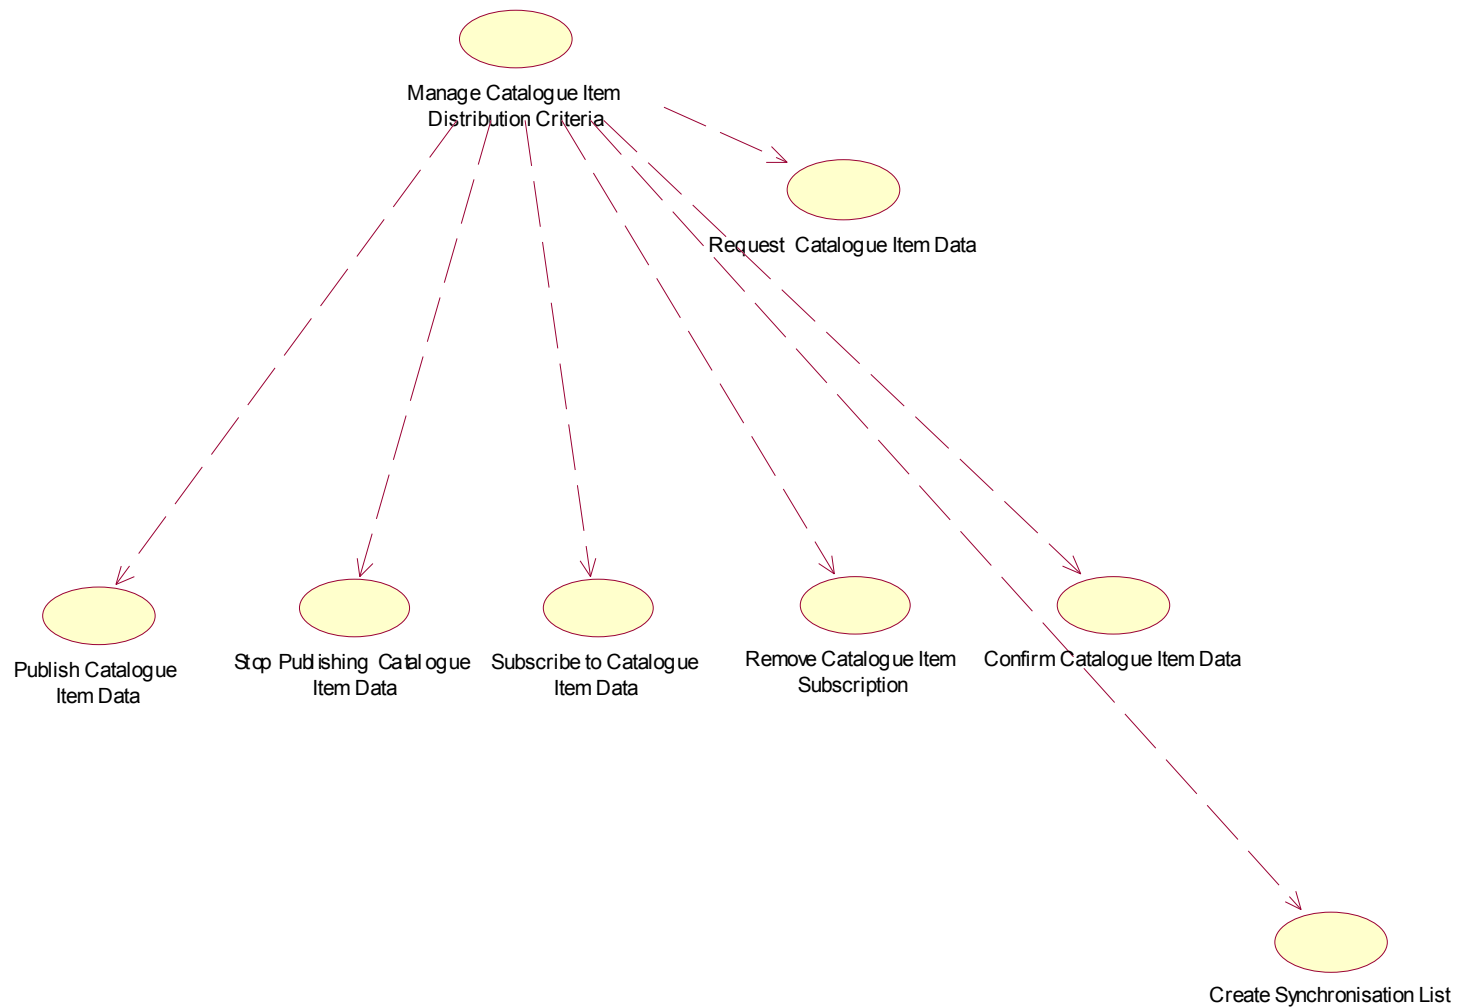 Manage Catalogue Item
Distribution Criteria
Request Catalogue Item Data
Publish Catalogue
Item Data
Stop Publishing Catalogue
Item Data
Subscribe to Catalogue
Item Data
Remove Catalogue Item
Subscription
Confirm Catalogue Item Data
Create Synchronisation List